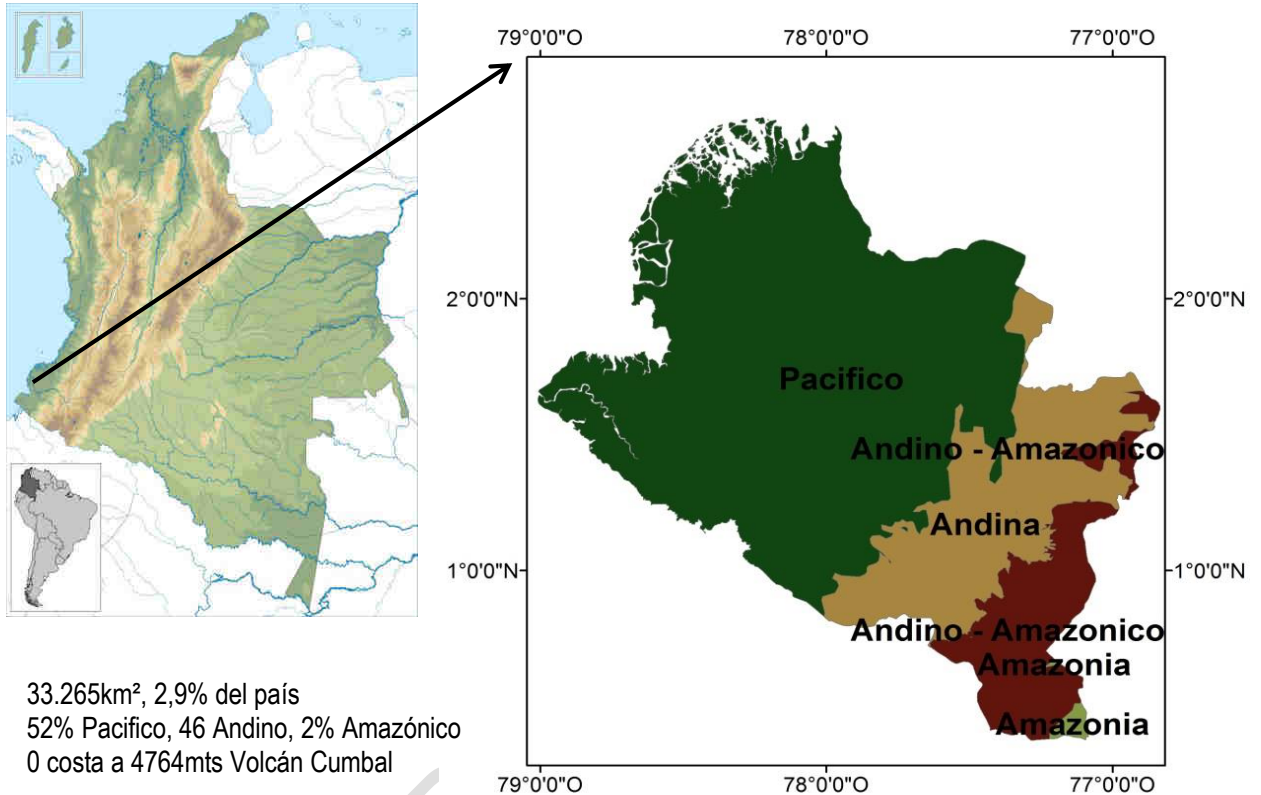 79°0'0"O 78°0'0"O 77°0'0"O
2°0'0"N 2°0'0"N
Pacifico
Andino - Amazonico
Andina
1°0'0"N 1°0'0"N
Andino - Amazonico
Amazonia
Amazonia
79°0'0"O 78°0'0"O 77°0'0"O
33.265km², 2,9% del país
52% Pacifico, 46 Andino, 2% Amazónico
0 costa a 4764mts Volcán Cumbal